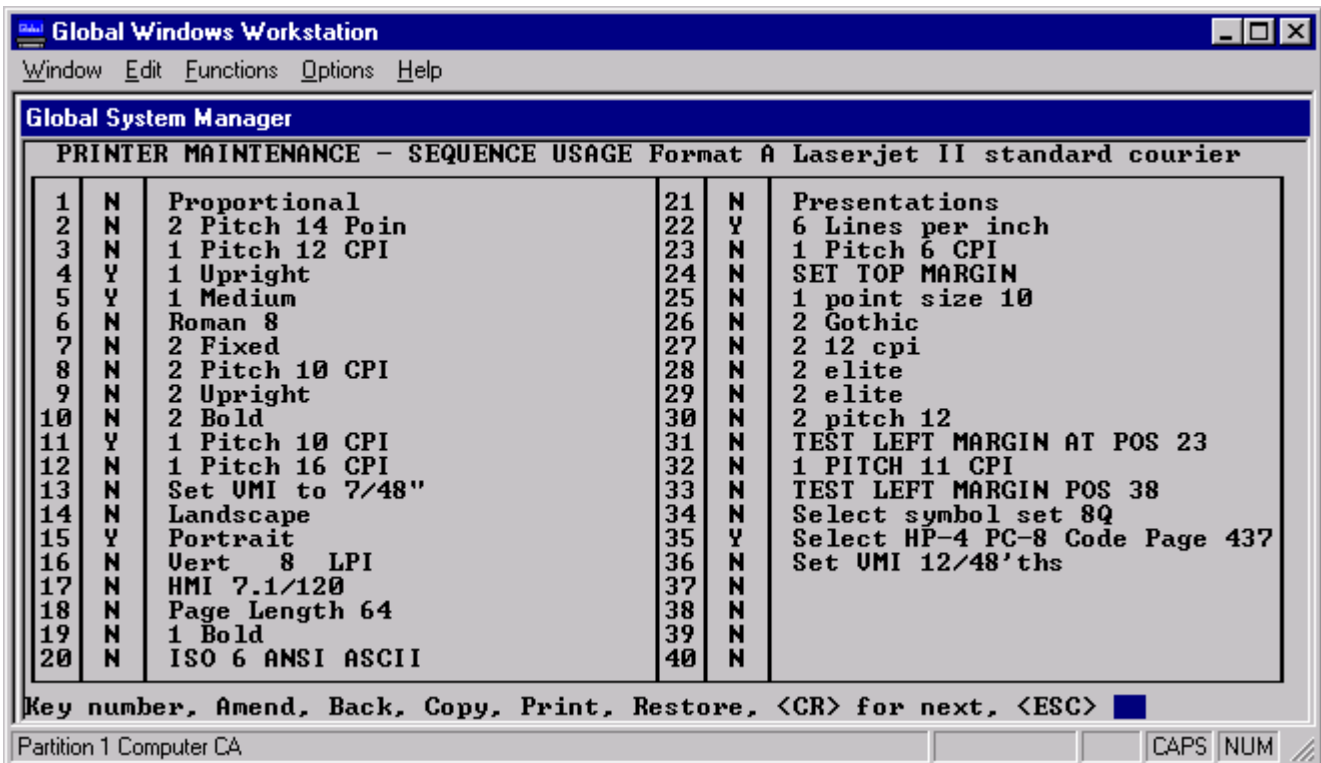 Global Windows Workstation
Window Edit Functions Options Help
Global System Manager
PRINTER MAINTENANCE - SEQUENCE USAGE Format A Laserjet II standard courier
1 N Proportional 21 N Presentations
2 N 2 Pitch 14 Poin 22 Y 6 Lines per inch
3 N 1 Pitch 12 CPI 23 N 1 Pitch 6 CPI
4 Y 1 Upright 24 N SET TOP MARGIN
5 Y 1 Medium 25 N 1 point size 10
6 N Roman 8 26 N 2 Gothic
7 N 2 Fixed 27 N 2 12 cpi
8 N 2 Pitch 10 CPI 28 N 2 elite
9 N 2 Upright 29 N 2 elite
10 N 2 Bold 30 N 2 pitch 12
11 Y 1 Pitch 10 CPI 31 N TEST LEFT MARGIN AT POS 23
12 N 1 Pitch 16 CPI 32 N 1 PITCH 11 CPI
13 N Set VMI to 7/48" 33 N TEST LEFT MARGIN POS 38
14 N Landscape 34 N Select symbol set 8Q
15 Y Portrait 35 Y Select HP-4 PC-8 Code Page 437
16 N Vert 8 LPI 36 N Set VMI 12/48'ths
17 N HMI 7.1/120 37 N
18 N Page Length 64 38 N
19 N 1 Bold 39 N
20 N ISO 6 ANSI ASCII 40 N
Key number, Amend, Back, Copy, Print, Restore, <CR> for next, <ESC>
Partition 1 Computer CA CAPS NUM